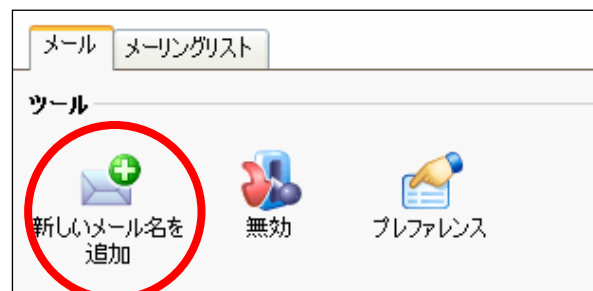 メール メーリングリスト
ツール
新しいメール名を 無効 プレファレンス
追加